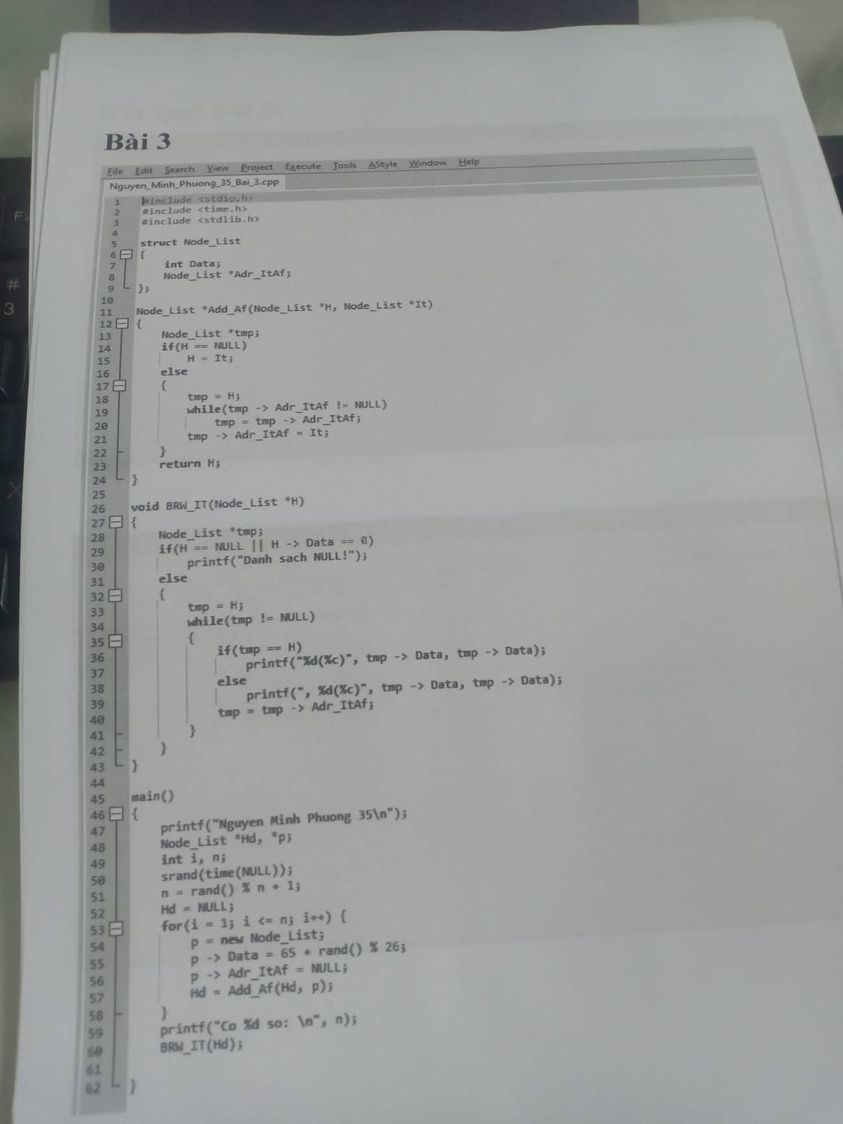 Bài 3
File Edit Search View Project Execute Tools AStyle Window Help
Nguyen_Minh_Phuong_35_Bai_3.cpp
1 #include <stdio.h>
2 #include <time.h>
3 #include <stdlib.h>
4
5 struct Node_List
6 {
7 int Data;
8 Node_List *Adr_ItAf;
9 };
10
11 Node_List *Add_Af(Node_List *H, Node_List *It)
12 {
13 Node_List *tmp;
14 if(H == NULL)
15 H = It;
16 else
17 {
18 tmp = H;
19 while(tmp -> Adr_ItAf != NULL)
20 tmp = tmp -> Adr_ItAf;
21 tmp -> Adr_ItAf = It;
22 }
23 return H;
24 }
25
26 void BRW_IT(Node_List *H)
27 {
28 Node_List *tmp;
29 if(H == NULL || H -> Data == 0)
30 printf("Danh sach NULL!");
31 else
32 {
33 tmp = H;
34 while(tmp != NULL)
35 {
36 if(tmp == H)
37 printf("%d(%c)", tmp -> Data, tmp -> Data);
38 else
39 printf(", %d(%c)", tmp -> Data, tmp -> Data);
40 tmp = tmp -> Adr_ItAf;
41 }
42 }
43 }
44
45 main()
46 {
47 printf("Nguyen Minh Phuong 35\n");
48 Node_List *Hd, *p;
49 int i, n;
50 srand(time(NULL));
51 n = rand() % n + 1;
52 Hd = NULL;
53 for(i = 1; i <= n; i++) {
54 p = new Node_List;
55 p -> Data = 65 + rand() % 26;
56 p -> Adr_ItAf = NULL;
57 Hd = Add_Af(Hd, p);
58 }
59 printf("Co %d so: \n", n);
60 BRW_IT(Hd);
61
62 }
#
3